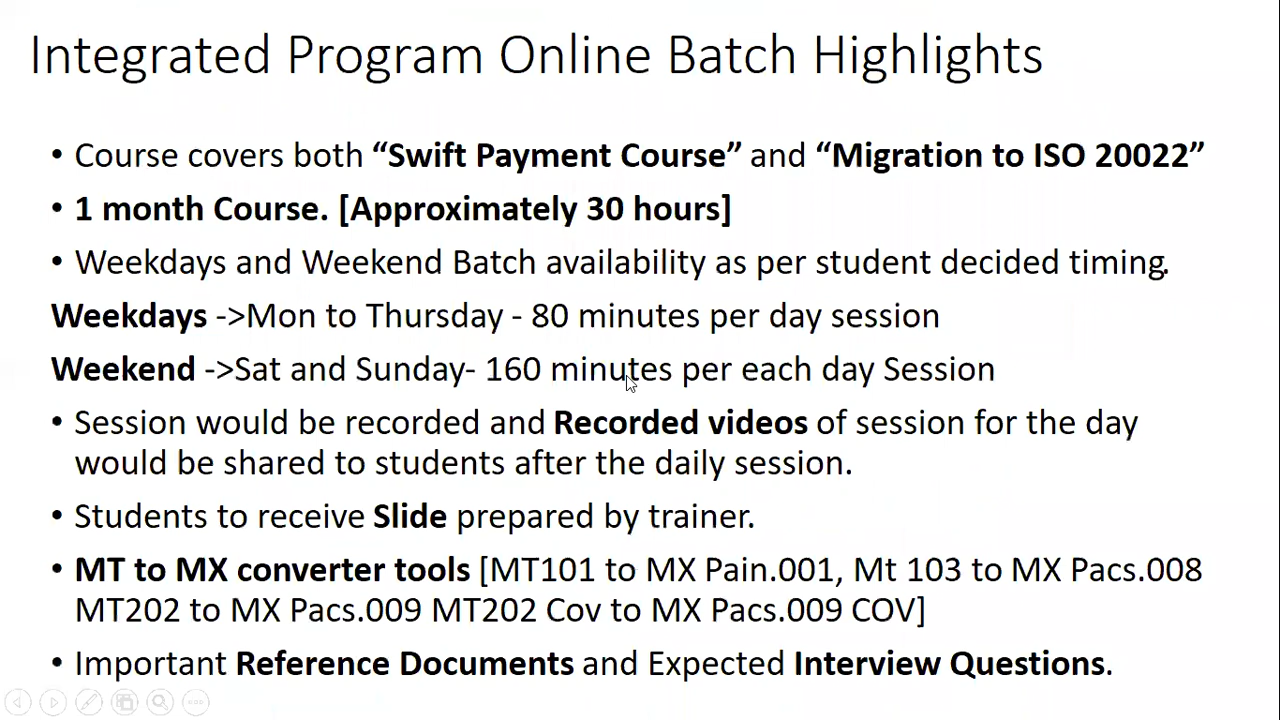 Integrated Program Online Batch Highlights
• Course covers both “Swift Payment Course” and “Migration to ISO 20022”
• 1 month Course. [Approximately 30 hours]
• Weekdays and Weekend Batch availability as per student decided timing.
Weekdays ->Mon to Thursday - 80 minutes per day session
Weekend ->Sat and Sunday- 160 minutes per each day Session
• Session would be recorded and Recorded videos of session for the day
would be shared to students after the daily session.
• Students to receive Slide prepared by trainer.
• MT to MX converter tools [MT101 to MX Pain.001, Mt 103 to MX Pacs.008
MT202 to MX Pacs.009 MT202 Cov to MX Pacs.009 COV]
• Important Reference Documents and Expected Interview Questions.